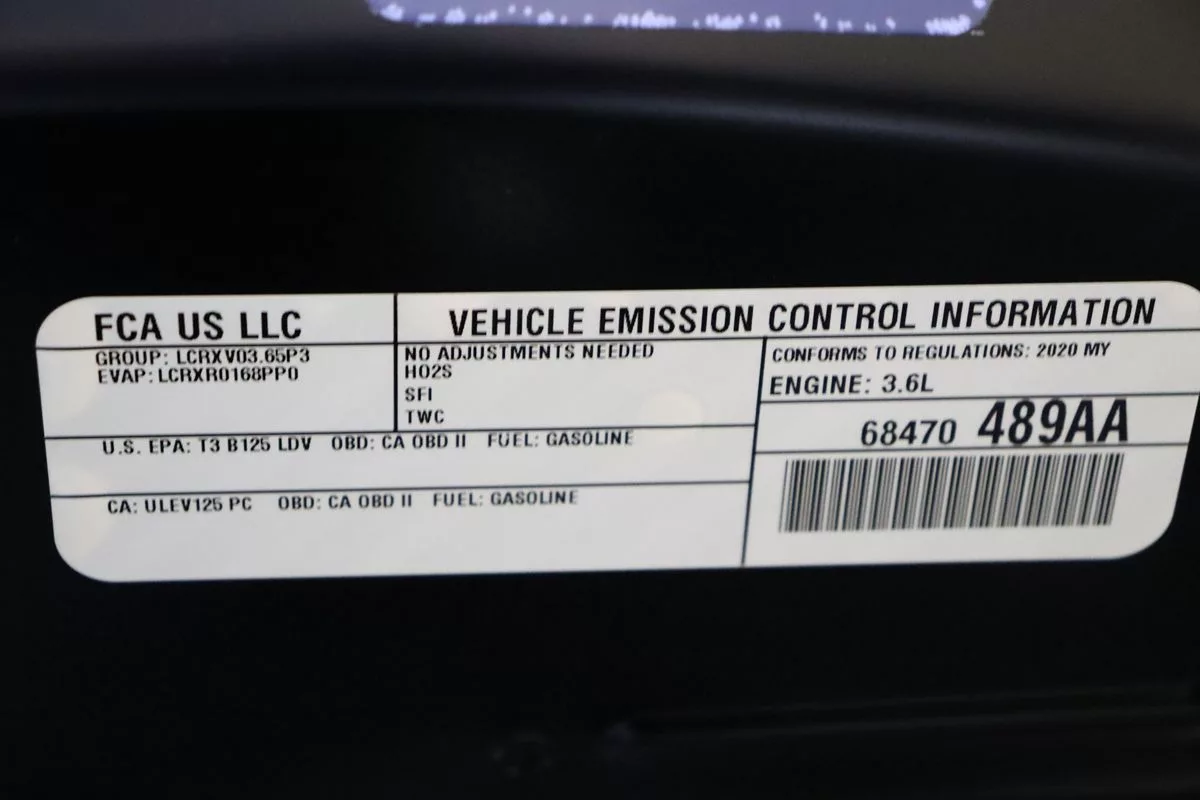 FCA US LLC
VEHICLE EMISSION CONTROL INFORMATION
GROUP: LCRXV03.65P3
EVAP: LCRXR0168PP0
NO ADJUSTMENTS NEEDED
HO2S
SFI
TWC
CONFORMS TO REGULATIONS: 2020 MY
ENGINE: 3.6L
68470 489AA
U.S. EPA: T3 B125 LDV OBD: CA OBD II FUEL: GASOLINE
CA: ULEV125 PC OBD: CA OBD II FUEL: GASOLINE